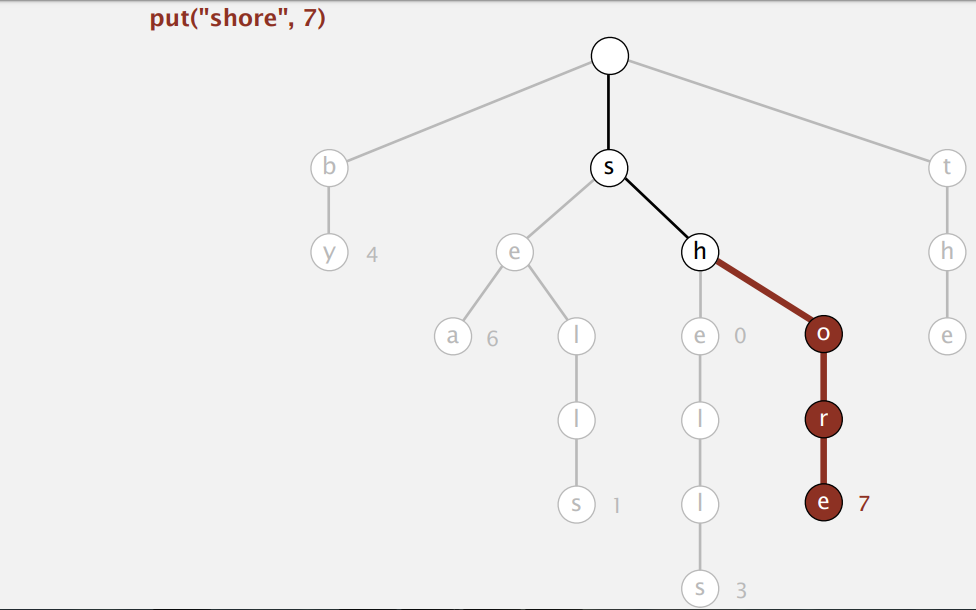 put("shore", 7)
b s t
y 4 e h h
a 6 l e 0 o e
l l r
s 1 l e 7
s 3